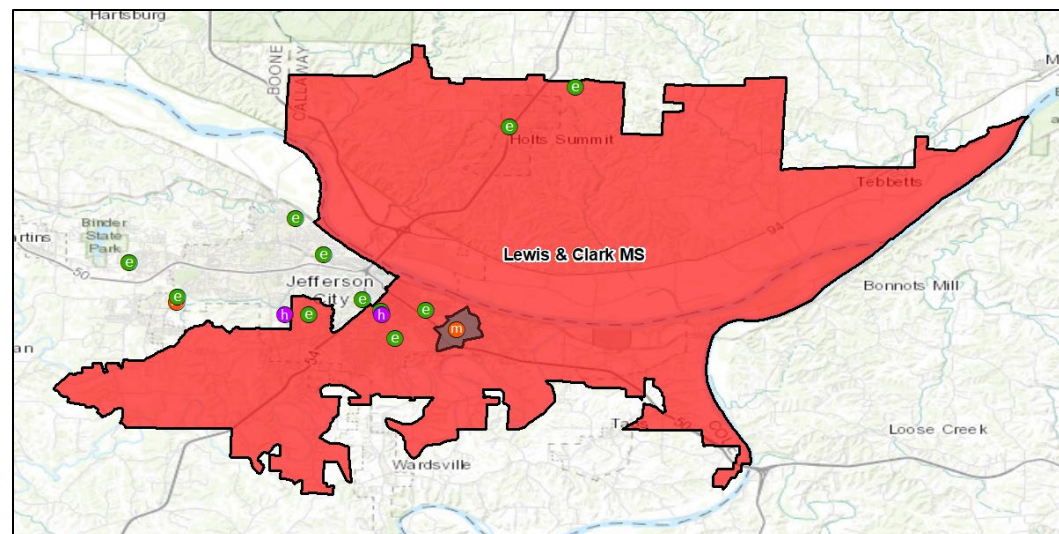 Hartsburg
BOONE
CALLAWAY
e
e
Holts Summit
Tebbetts
94
e
Binder
State
Park
artins
e
e
50
Lewis & Clark MS
Jefferson
City
Bonnots Mill
e
e
h
e
h
e
e
m
54
50
Loose Creek
Wardsville